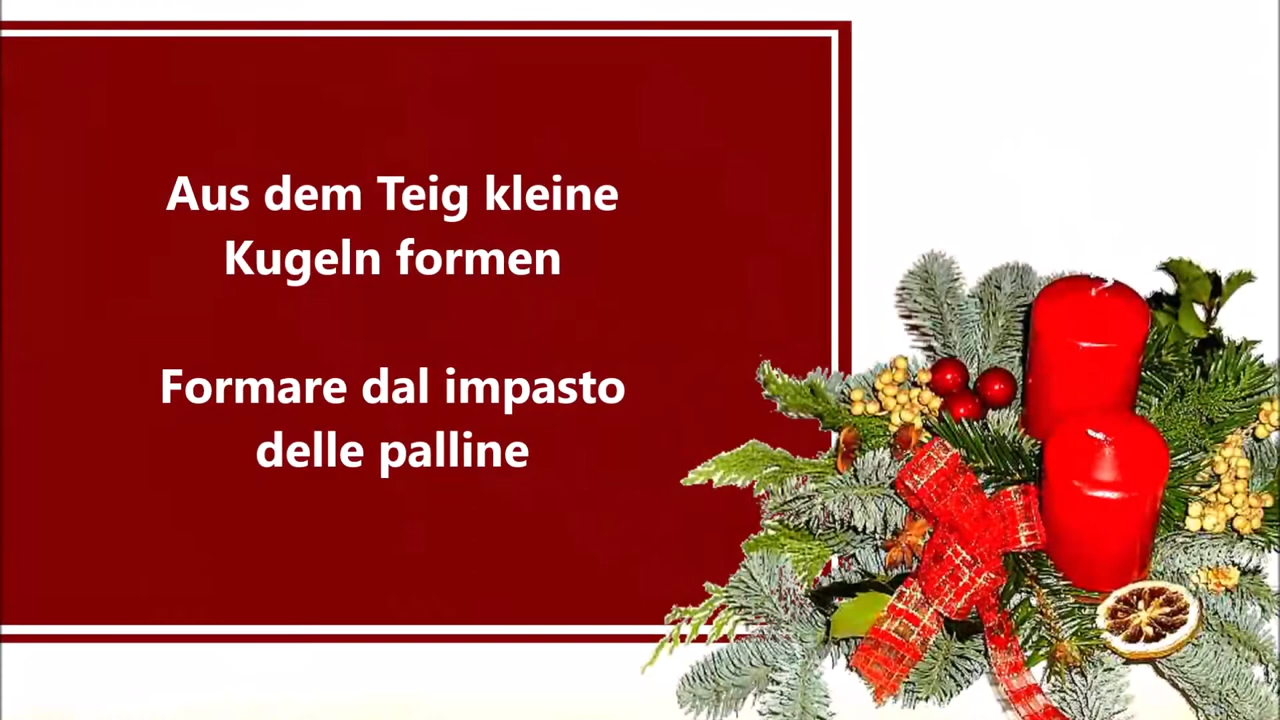 Aus dem Teig kleine
Kugeln formen
Formare dal impasto
delle palline